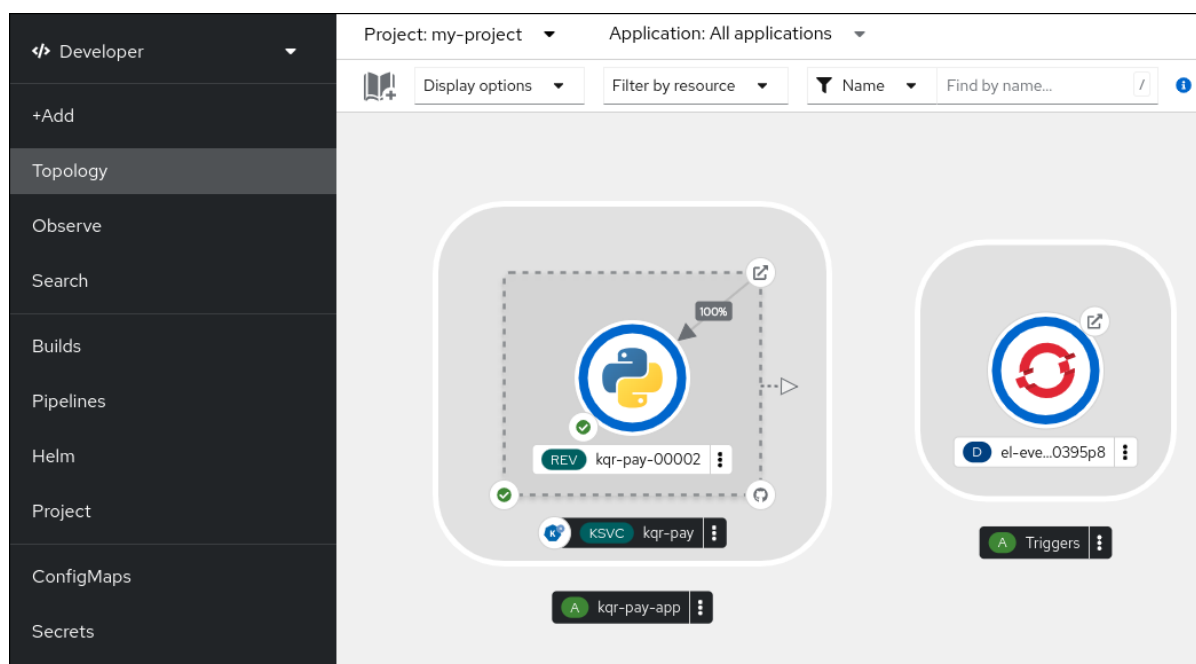 </> Developer
Project: my-project
Application: All applications
Display options
Filter by resource
Name
Find by name...
/
+Add
Topology
Observe
Search
Builds
Pipelines
Helm
Project
ConfigMaps
Secrets
100%
REV kqr-pay-00002
K
KSVC kqr-pay
A kqr-pay-app
D el-eve...0395p8
A Triggers